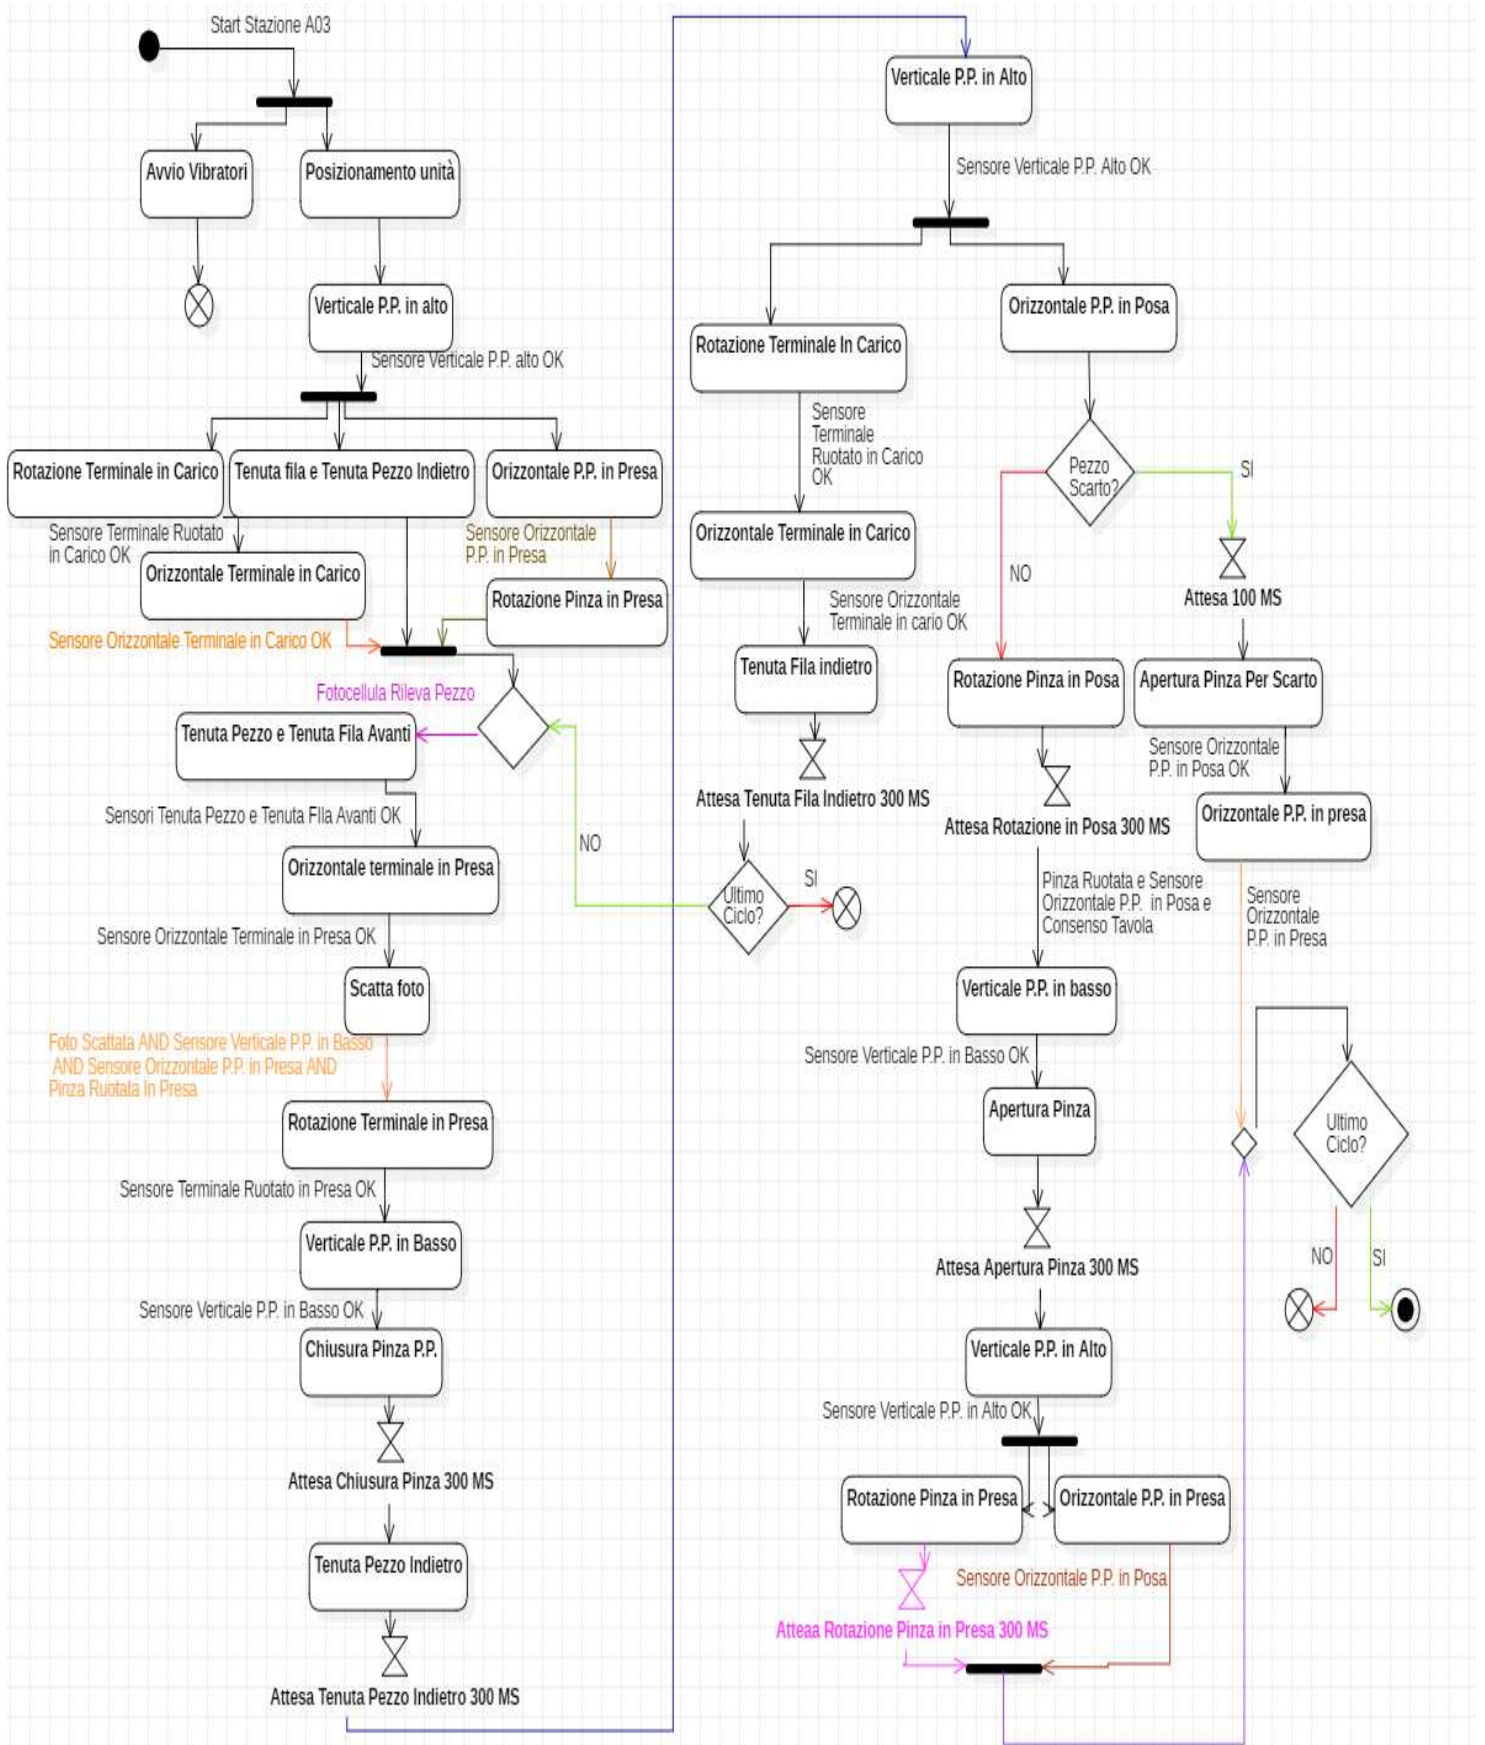 Start Stazione A03
Avvio Vibratori
Posizionamento unità
Verticale P.P. in alto
Sensore Verticale P.P. alto OK
Rotazione Terminale in Carico
Tenuta fila e Tenuta Pezzo Indietro
Orizzontale P.P. in Presa
Sensore Terminale Ruotato
in Carico OK
Sensore Orizzontale
P.P. in Presa
Orizzontale Terminale in Carico
Rotazione Pinza in Presa
Sensore Orizzontale Terminale in Carico OK
Fotocellula Rileva Pezzo
Tenuta Pezzo e Tenuta Fila Avanti
Sensori Tenuta Pezzo e Tenuta FIla Avanti OK
NO
Orizzontale terminale in Presa
Sensore Orizzontale Terminale in Presa OK
Scatta foto
Foto Scattata AND Sensore Verticale P.P. in Basso
AND Sensore Orizzontale P.P. in Presa AND
Pinza Ruotata In Presa
Rotazione Terminale in Presa
Sensore Terminale Ruotato in Presa OK
Verticale P.P. in Basso
Sensore Verticale P.P. in Basso OK
Chiusura Pinza P.P.
Attesa Chiusura Pinza 300 MS
Tenuta Pezzo Indietro
Attesa Tenuta Pezzo Indietro 300 MS
Verticale P.P. in Alto
Sensore Verticale P.P. Alto OK
Rotazione Terminale In Carico
Orizzontale P.P. in Posa
Sensore
Terminale
Ruotato in Carico
OK
Orizzontale Terminale in Carico
Sensore Orizzontale
Terminale in cario OK
Tenuta Fila indietro
Attesa Tenuta Fila Indietro 300 MS
Ultimo
Ciclo?
SI
Pezzo
Scarto?
SI
NO
Attesa 100 MS
Rotazione Pinza in Posa
Apertura Pinza Per Scarto
Sensore Orizzontale
P.P. in Posa OK
Attesa Rotazione in Posa 300 MS
Orizzontale P.P. in presa
Pinza Ruotata e Sensore
Orizzontale P.P. in Posa e
Consenso Tavola
Sensore
Orizzontale
P.P. in Presa
Verticale P.P. in basso
Sensore Verticale P.P. in Basso OK
Apertura Pinza
Attesa Apertura Pinza 300 MS
Verticale P.P. in Alto
Sensore Verticale P.P. in Alto OK
Rotazione Pinza in Presa
Orizzontale P.P. in Presa
Sensore Orizzontale P.P. in Posa
Atteaa Rotazione Pinza in Presa 300 MS
Ultimo
Ciclo?
NO
SI